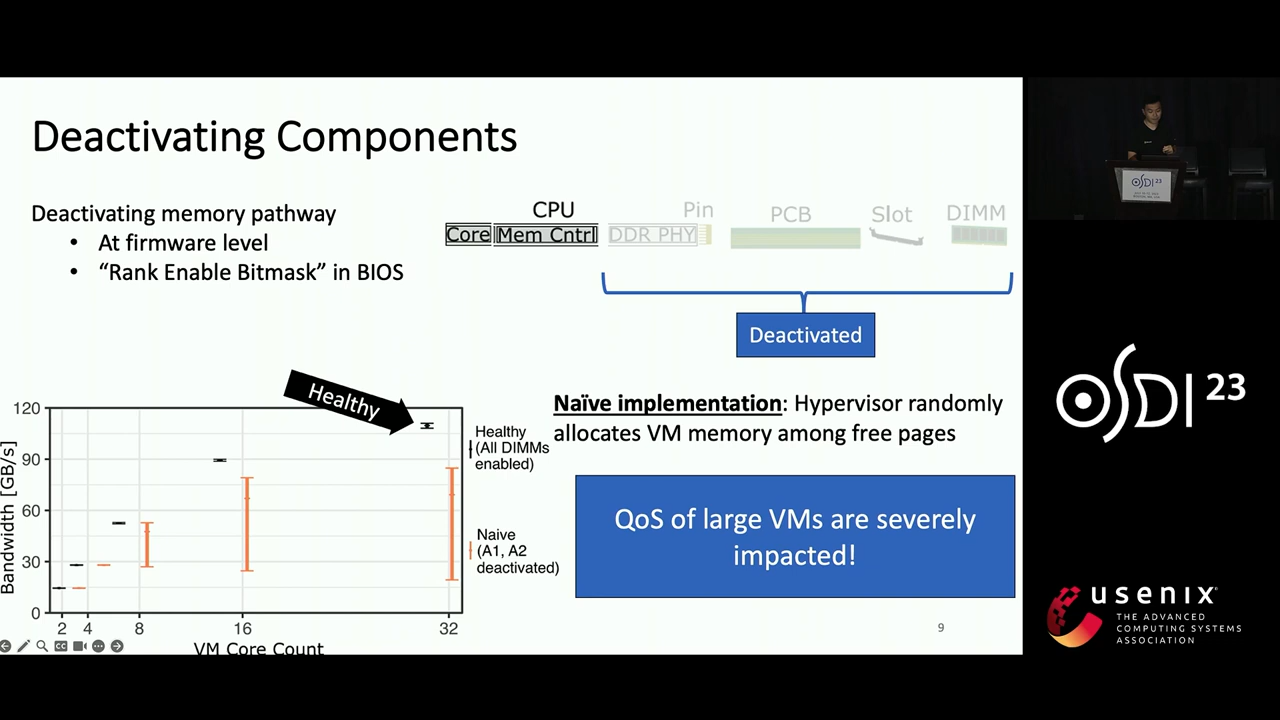 Deactivating Components
Deactivating memory pathway
• At firmware level
• “Rank Enable Bitmask” in BIOS
CPU
Pin
PCB
Slot
DIMM
Core
Mem Cntrl
DDR PHY
Deactivated
Healthy
120
90
60
30
0
Bandwidth [GB/s]
2
4
8
16
32
VM Core Count
Healthy
(All DIMMs
enabled)
Naive
(A1, A2
deactivated)
Naïve implementation: Hypervisor randomly
allocates VM memory among free pages
QoS of large VMs are severely
impacted!
9
OSDI 23
OSDI 23
usenix
THE ADVANCED
COMPUTING SYSTEMS
ASSOCIATION